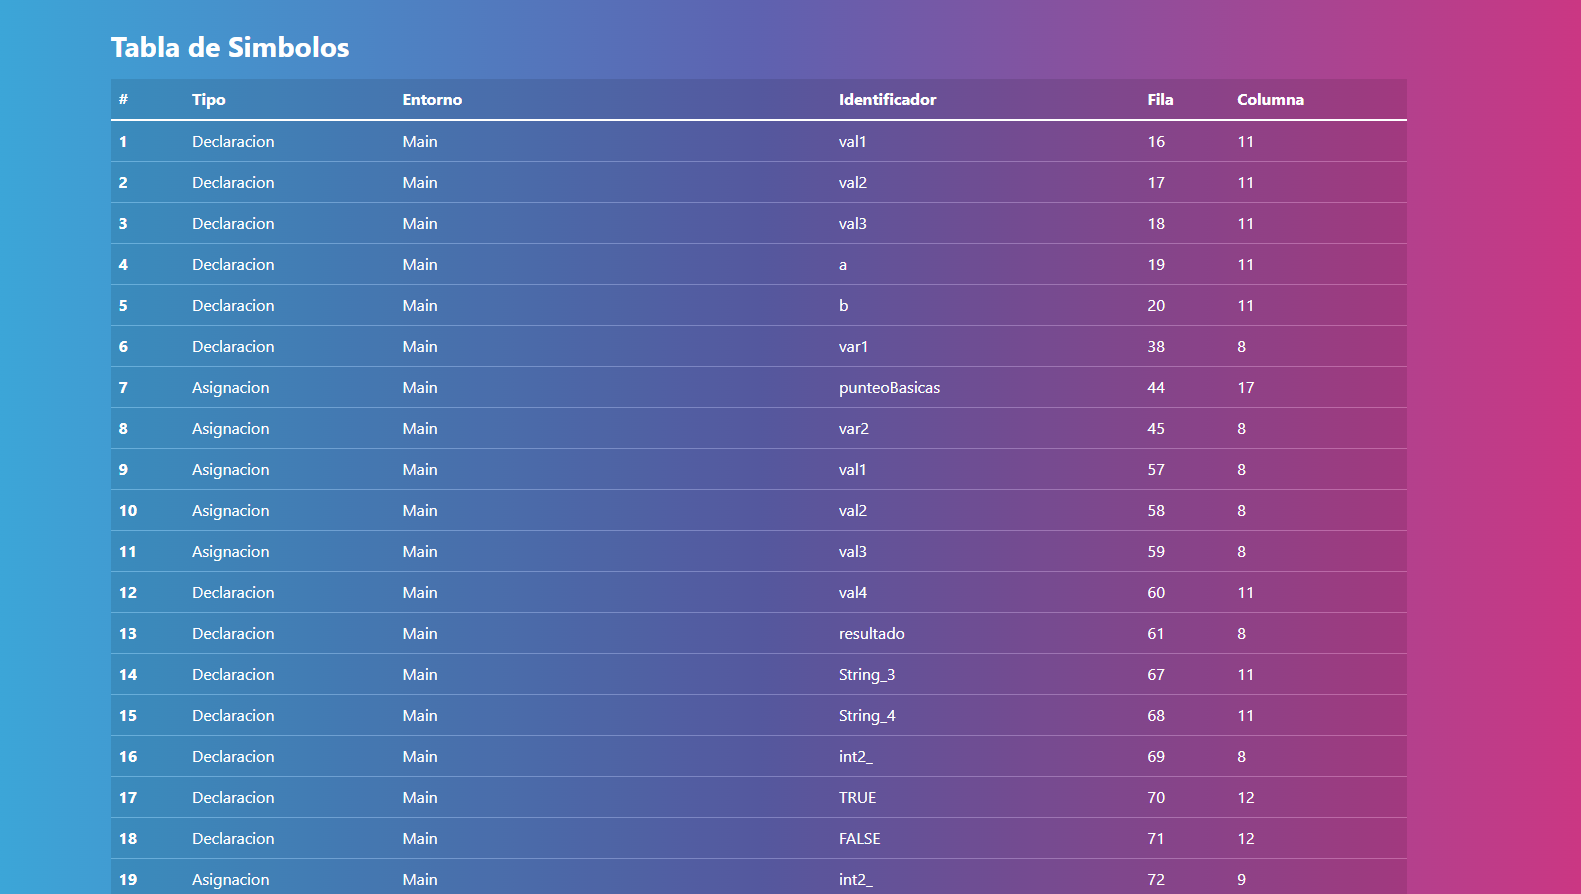 Tabla de Simbolos
# Tipo Entorno Identificador Fila Columna
1 Declaracion Main val1 16 11
2 Declaracion Main val2 17 11
3 Declaracion Main val3 18 11
4 Declaracion Main a 19 11
5 Declaracion Main b 20 11
6 Declaracion Main var1 38 8
7 Asignacion Main punteoBasicas 44 17
8 Asignacion Main var2 45 8
9 Asignacion Main val1 57 8
10 Asignacion Main val2 58 8
11 Asignacion Main val3 59 8
12 Declaracion Main val4 60 11
13 Declaracion Main resultado 61 8
14 Declaracion Main String_3 67 11
15 Declaracion Main String_4 68 11
16 Declaracion Main int2_ 69 8
17 Declaracion Main TRUE 70 12
18 Declaracion Main FALSE 71 12
19 Asignacion Main int2_ 72 9